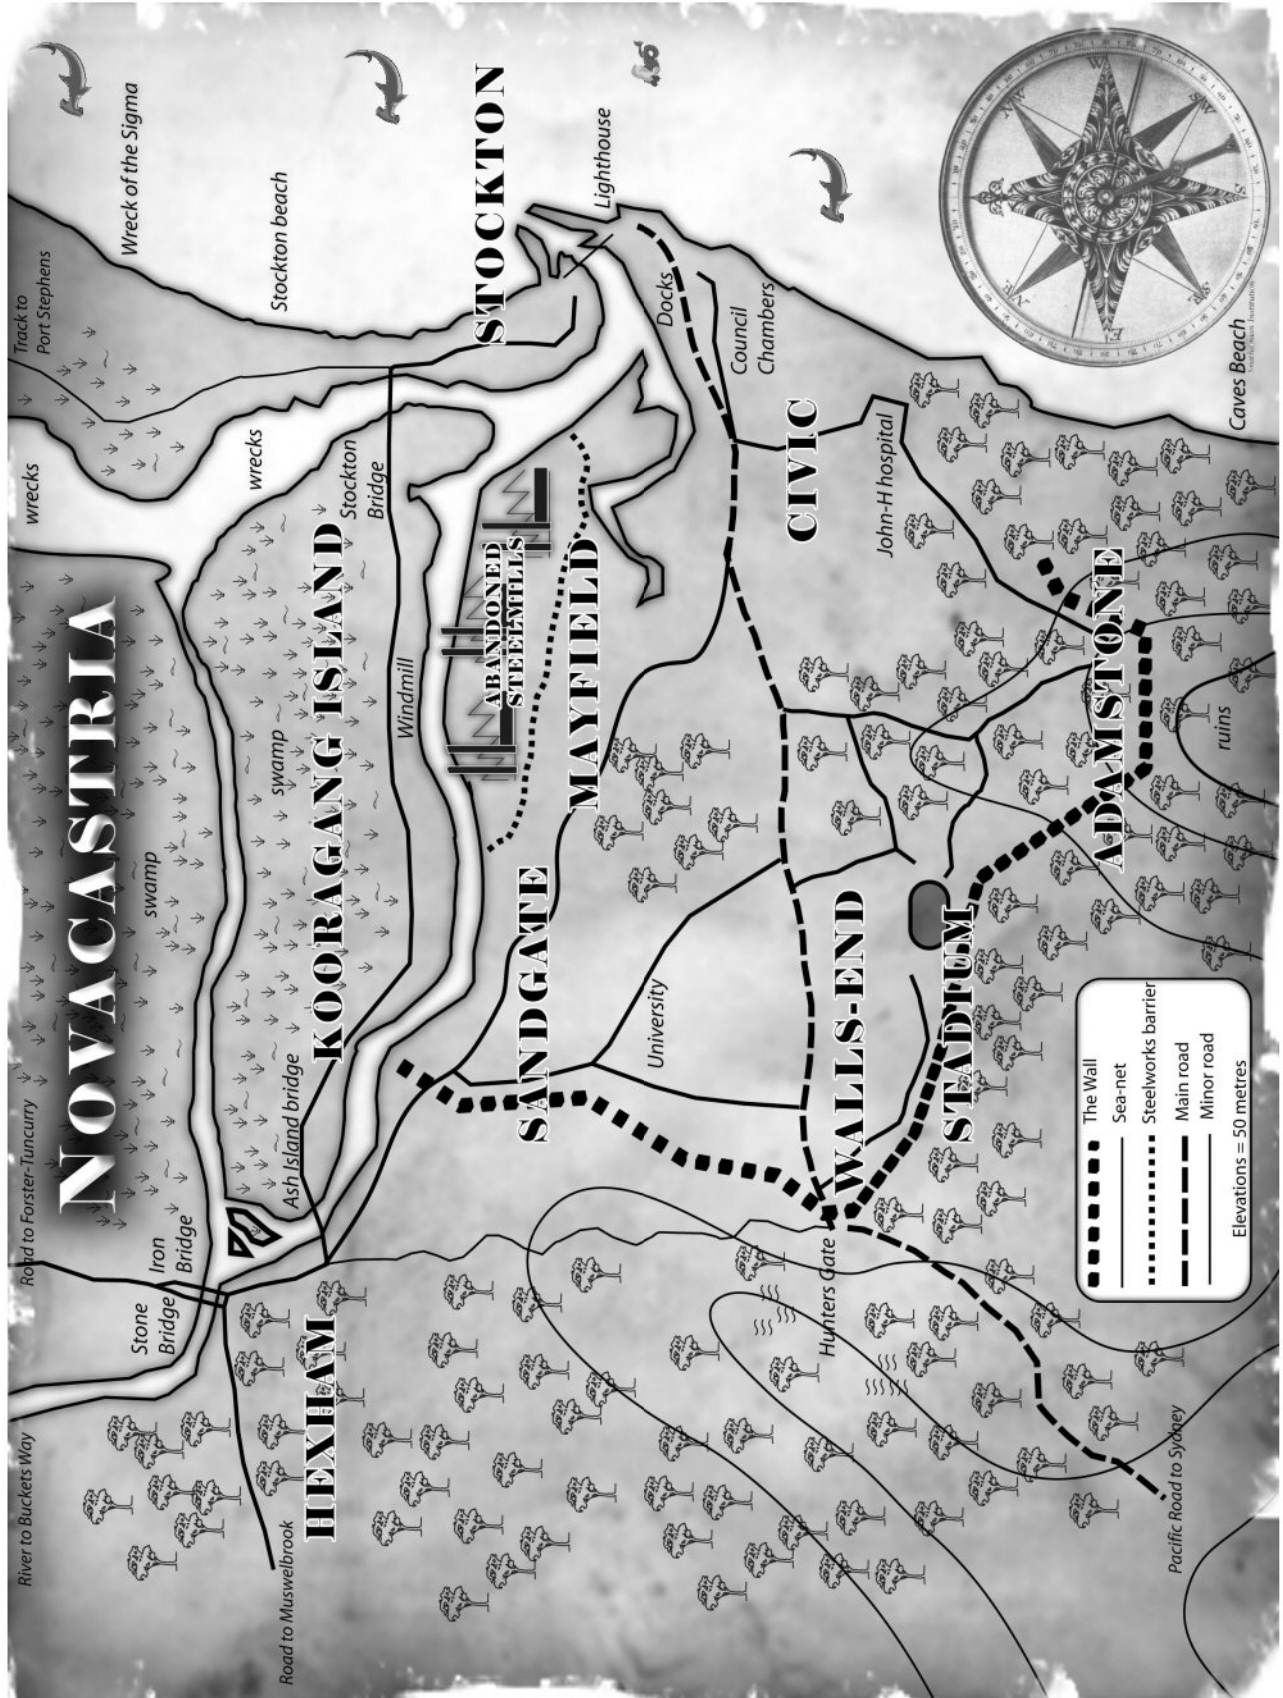 NOVACASTRIA
River to Buckets Way
Road to Forster-Tuncurry
wrecks
Track to
Port Stephens
Wreck of the Sigma
Stone
Bridge
Iron
Bridge
swamp
wrecks
Stockton beach
Road to Muswelbrook
HEXHAM
Ash Island bridge
KOORAGANG ISLAND
swamp
Stockton
Bridge
Windmill
STOCKTON
ABANDONED
STEELMILLS
SANDGATE
MAYFIELD
Lighthouse
University
Docks
Council
Chambers
CIVIC
Hunters Gate
WALLS-END
John-H hospital
STADIUM
ADAMSTONE
ruins
Caves Beach
Pacific Road to Sydney
The Wall
Sea-net
Steelworks barrier
Main road
Minor road
Elevations = 50 metres
W
SW
S
SE
E
NE
NW